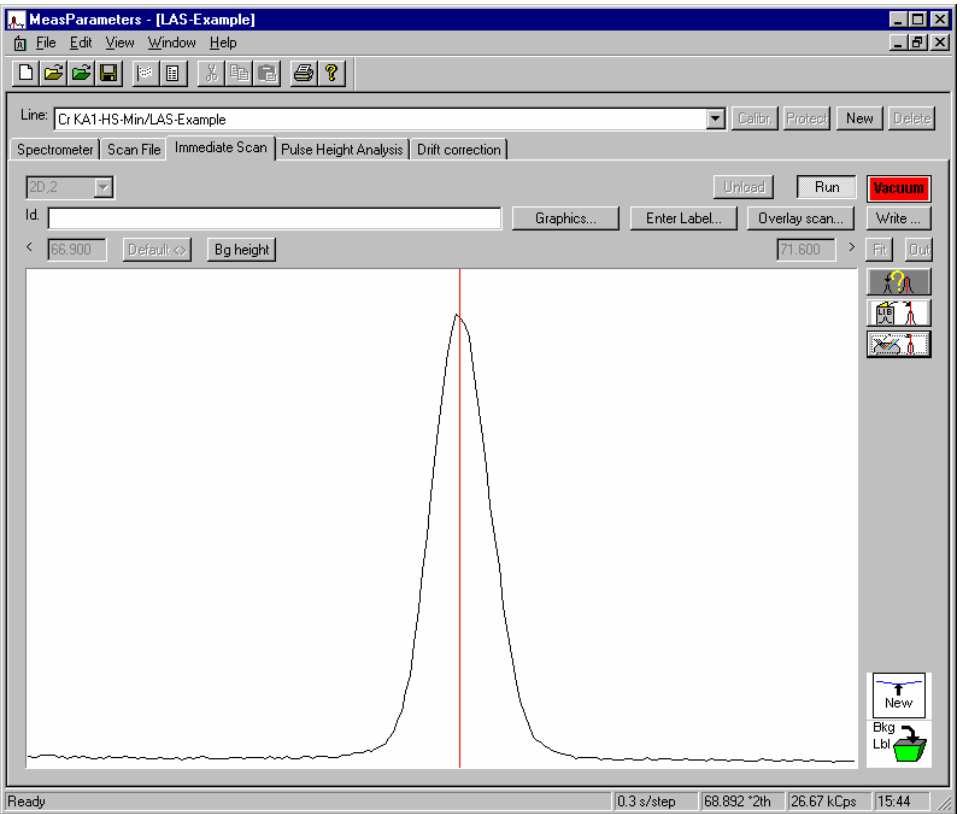 MeasParameters - [LAS-Example]
File Edit View Window Help
Line: Cr KA1-HS-Min/LAS-Example Calibr. Protect New Delete
Spectrometer Scan File Immediate Scan Pulse Height Analysis Drift correction
2D,2 Unload Run Vacuum
Id. Graphics... Enter Label... Overlay scan... Write ...
< 66.900 Default <> Bg height 71.600 > Fit Out
LIB
New
Bkg
Lbl
Ready 0.3 s/step 68.892 °2th 26.67 kCps 15:44